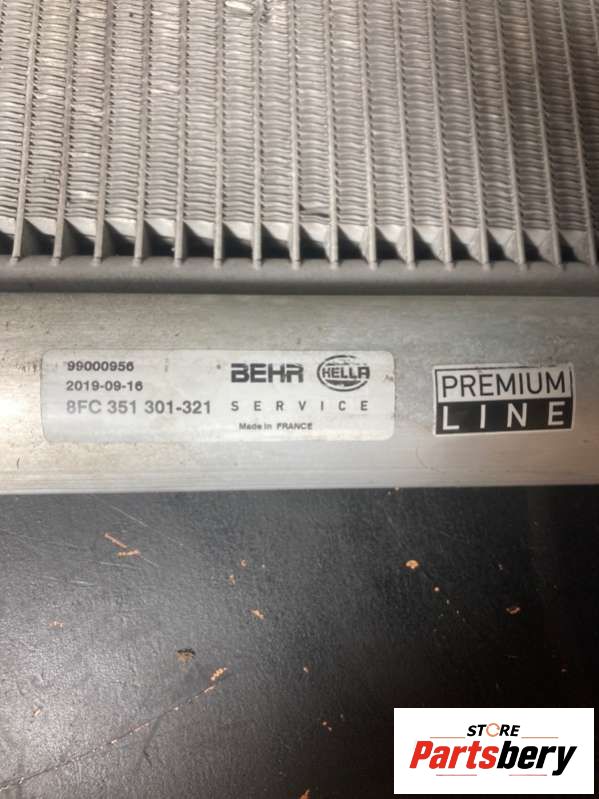 99000956
2019-09-16
8FC 351 301-321
BEHR HELLA
SERVICE
Made in FRANCE
PREMIUM
LINE
STORE
Partsbery